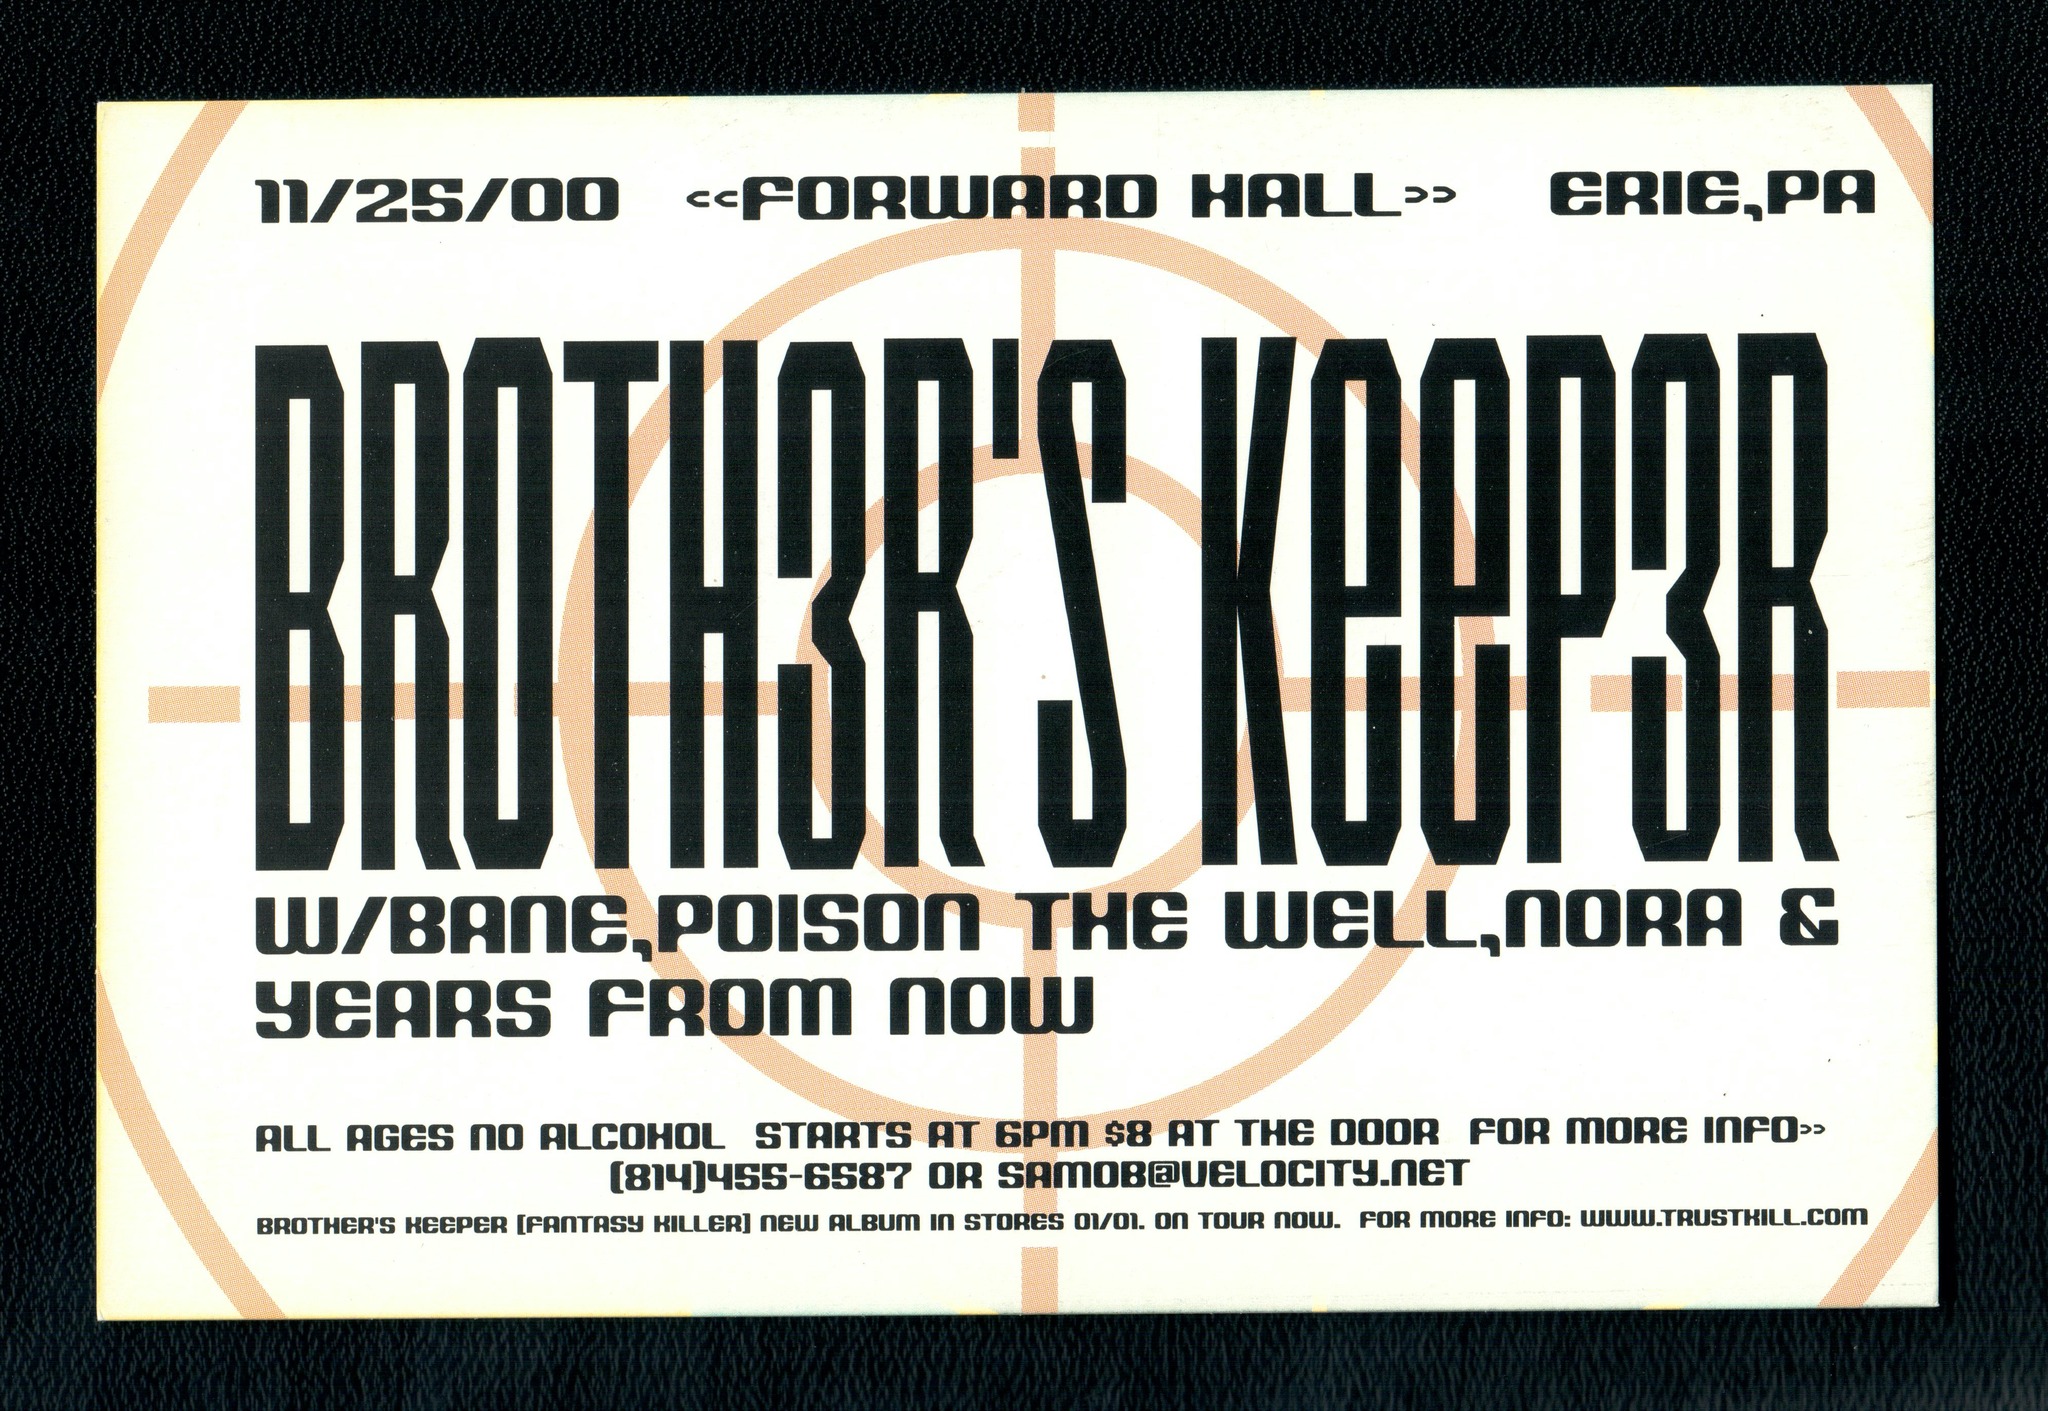 11/25/00 <<FORWARD HALL>> ERIE,PA
BROTH3R'S KeeP3R
W/BANE,POISON THE WELL,NORA &
YEARS FROM NOW
ALL AGES NO ALCOHOL STARTS AT 6PM $8 AT THE DOOR FOR MORE INFO>>
(814)455-6587 OR SAMOB@VELOCITY.NET
BROTHER'S KEEPER [FANTASY KILLER] NEW ALBUM IN STORES 01/01. ON TOUR NOW. FOR MORE INFO: WWW.TRUSTKILL.COM